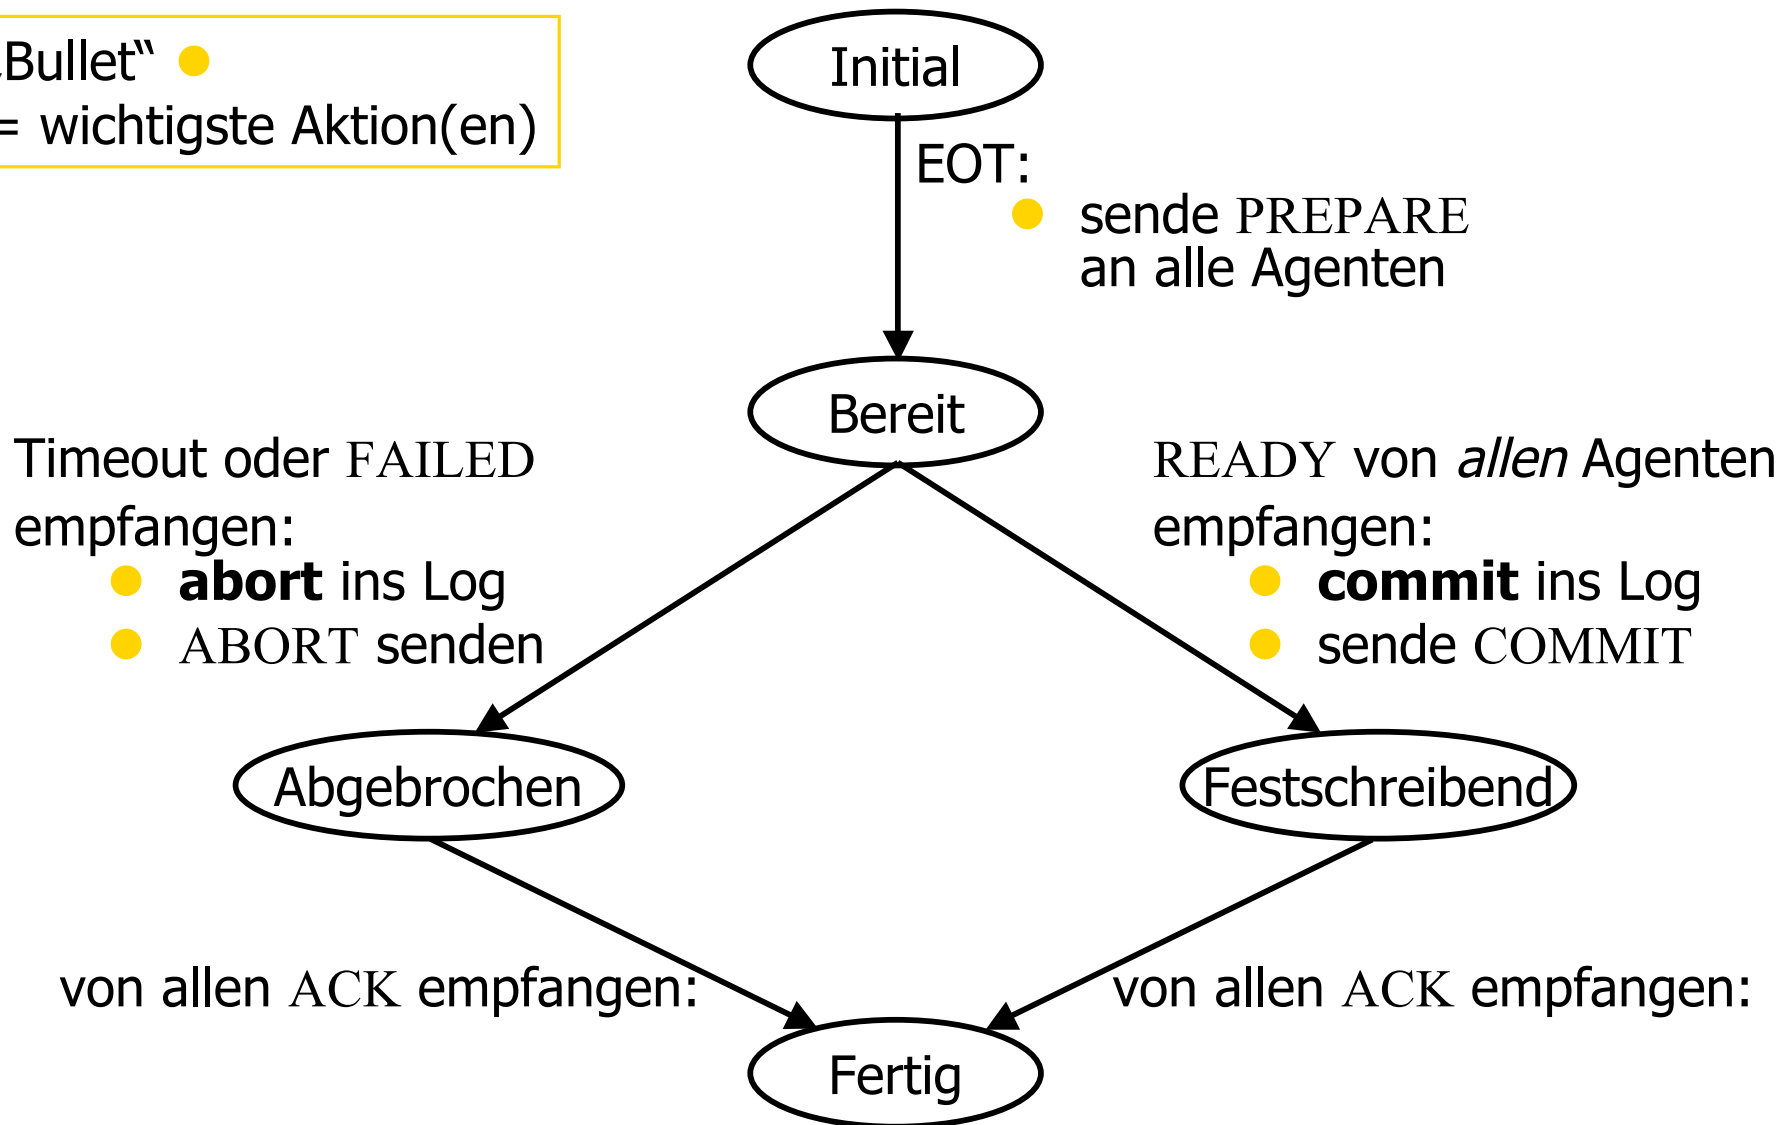 „Bullet“
= wichtigste Aktion(en)
Initial
EOT:
sende PREPARE
an alle Agenten
Bereit
Timeout oder FAILED
empfangen:
abort ins Log
ABORT senden
READY von allen Agenten
empfangen:
commit ins Log
sende COMMIT
Abgebrochen
Festschreibend
von allen ACK empfangen:
von allen ACK empfangen:
Fertig